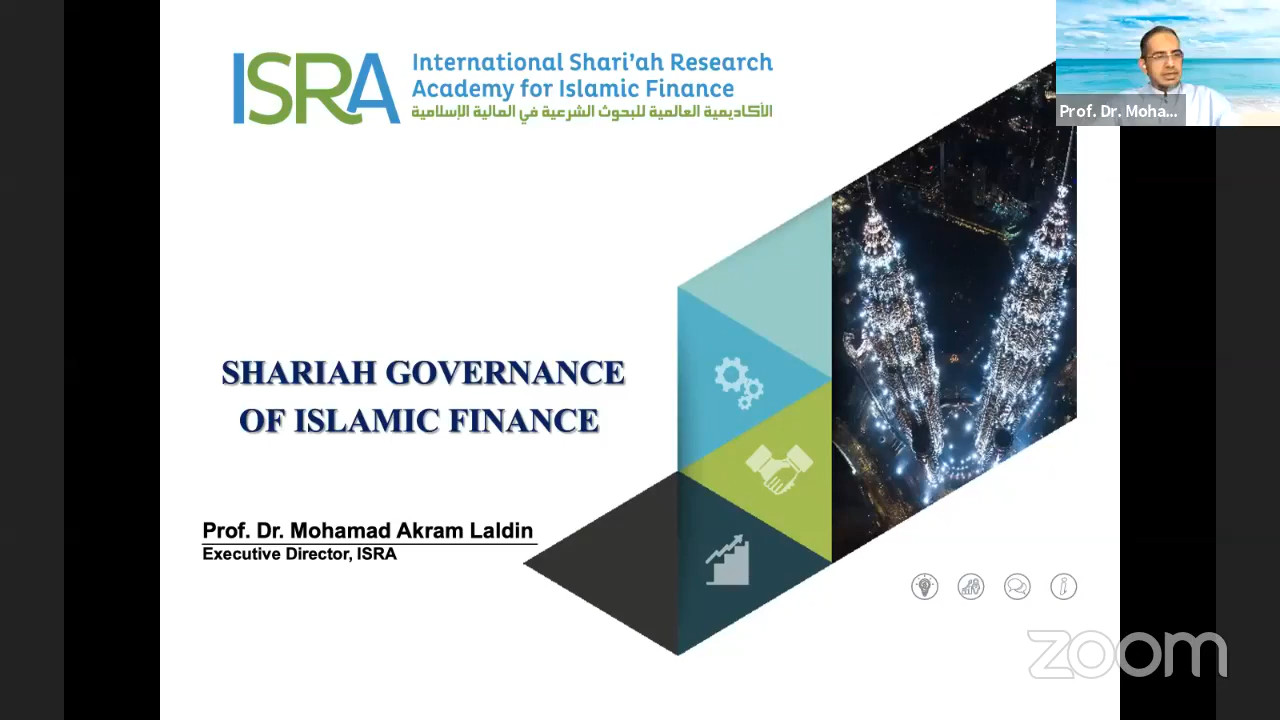 ISRA
International Shari'ah Research
Academy for Islamic Finance
الأكاديمية العالمية للبحوث الشرعية في المالية الإسلامية
Prof. Dr. Moha...
SHARIAH GOVERNANCE
OF ISLAMIC FINANCE
Prof. Dr. Mohamad Akram Laldin
Executive Director, ISRA
zoom